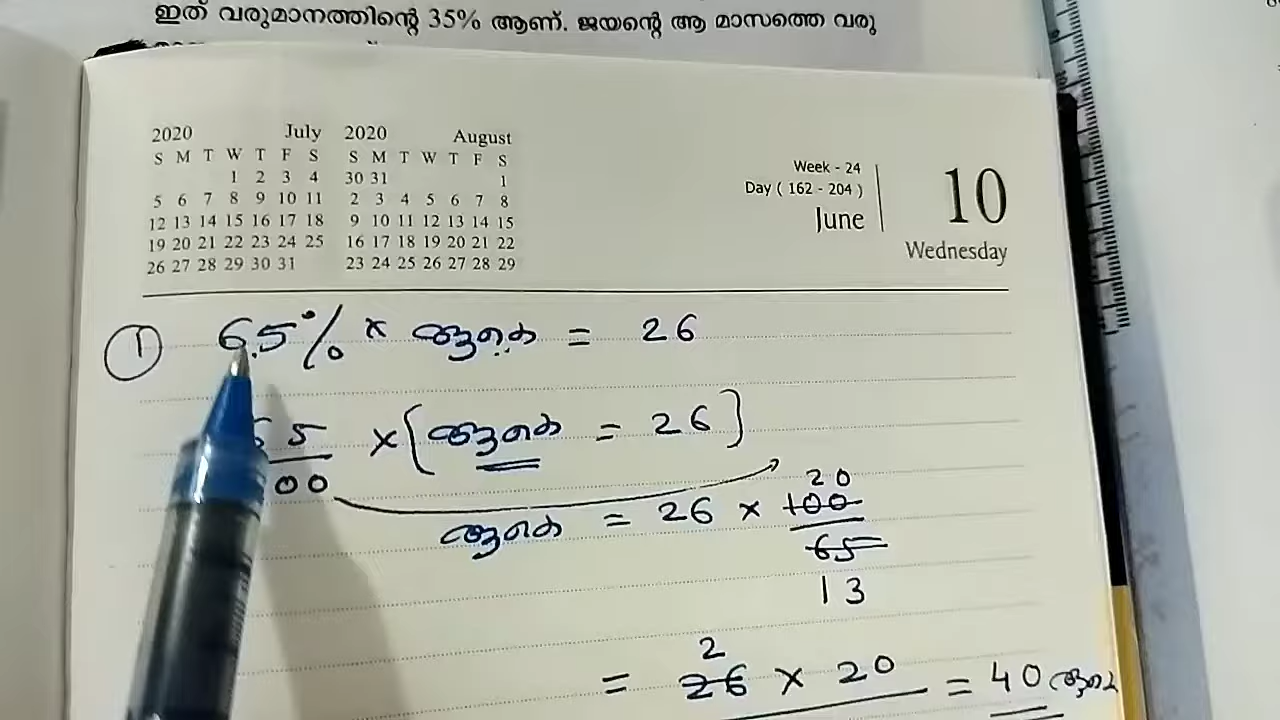 ഇത് വരുമാനത്തിന്റെ 35% ആണ്. ജയന്റെ ആ മാസത്തെ വരു
2020 July 2020 August
S M T W T F S S M T W T F S
1 2 3 4 30 31 1
5 6 7 8 9 10 11 2 3 4 5 6 7 8
12 13 14 15 16 17 18 9 10 11 12 13 14 15
19 20 21 22 23 24 25 16 17 18 19 20 21 22
26 27 28 29 30 31 23 24 25 26 27 28 29
Week - 24
Day ( 162 - 204 )
June
10
Wednesday
① 65% × തുക = 26
65 × [തുക = 26]
00
20
തുക = 26 × 100
65
13
2
= 26 × 20 = 40 രൂപ